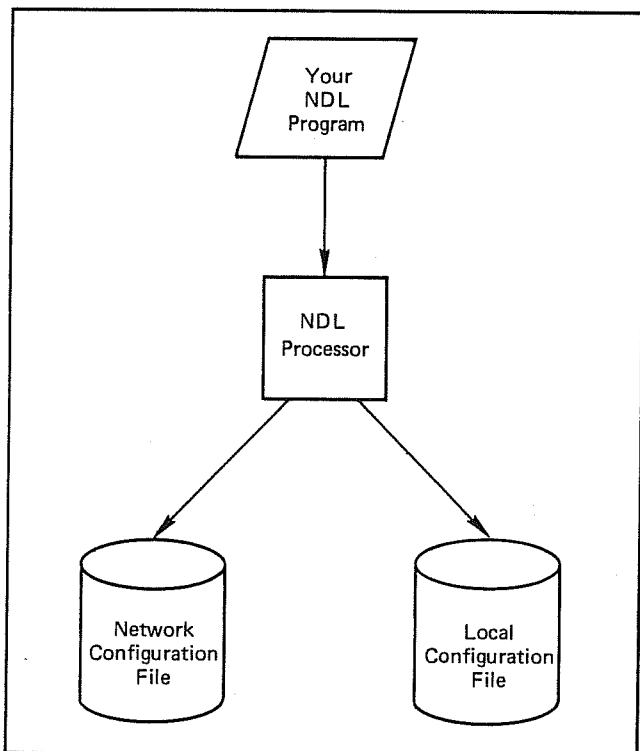 Your
NDL
Program
NDL
Processor
Network
Configuration
File
Local
Configuration
File